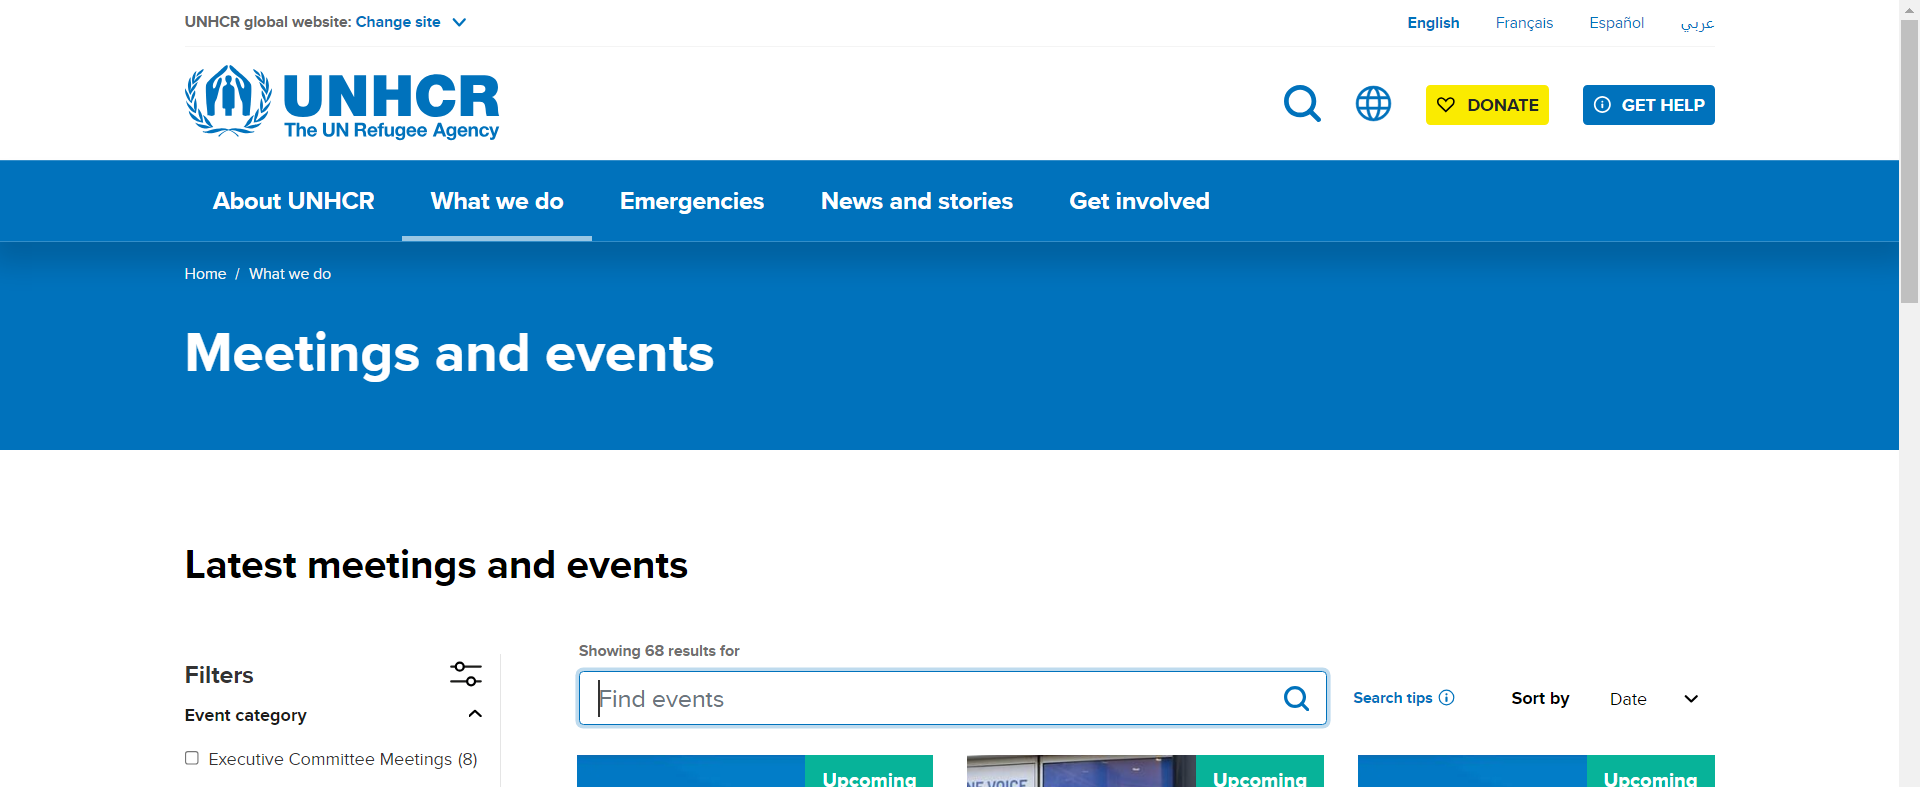 UNHCR global website: Change site
English Français Español عربي
UNHCR
The UN Refugee Agency
DONATE
GET HELP
About UNHCR What we do Emergencies News and stories Get involved
Home / What we do
Meetings and events
Latest meetings and events
Showing 68 results for
Filters
Find events
Search tips
Sort by Date
Event category
Executive Committee Meetings (8)
Upcoming
NE VOICE
Upcoming
Upcoming